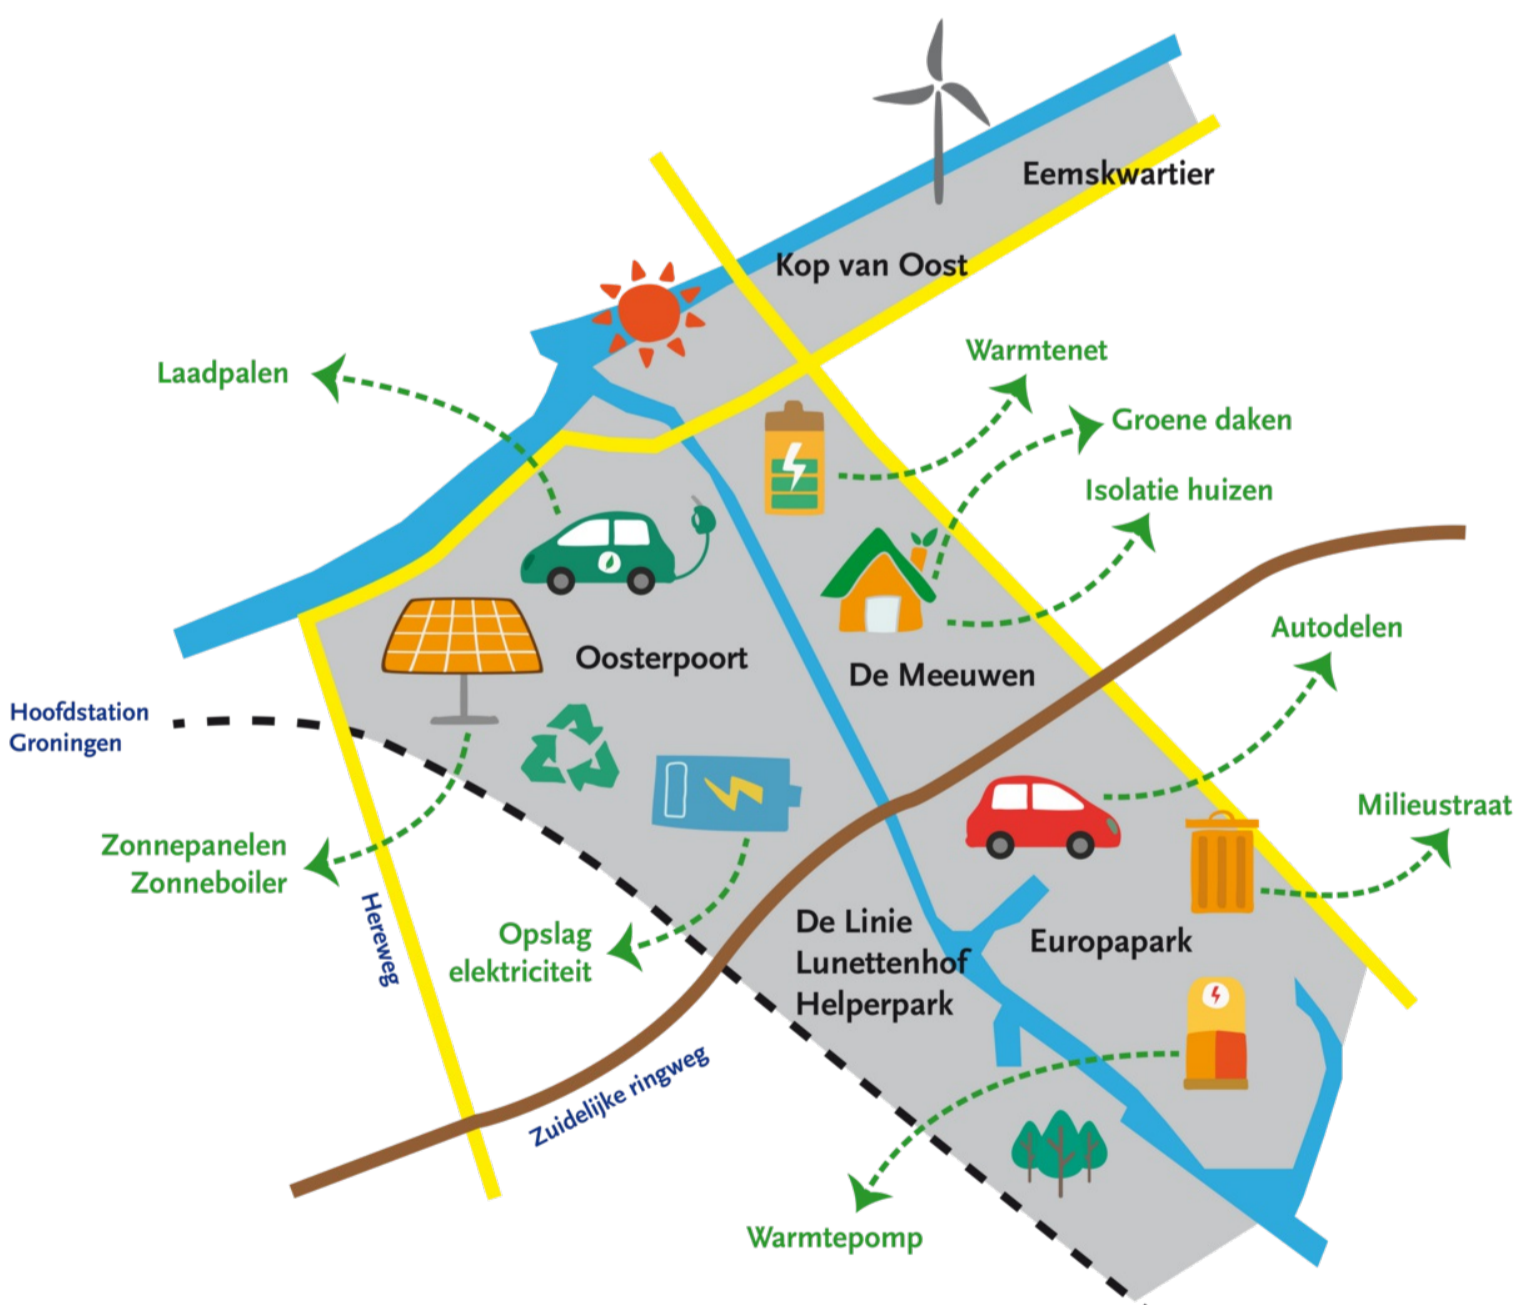 Eemskwartier
Kop van Oost
Warmtenet
Laadpalen
Groene daken
Isolatie huizen
Autodelen
Oosterpoort
De Meeuwen
Hoofdstation
Groningen
Milieustraat
Zonnepanelen
Zonneboiler
Hereweg
Opslag
elektriciteit
De Linie
Lunettenhof
Helperpark
Europapark
Zuidelijke ringweg
Warmtepomp